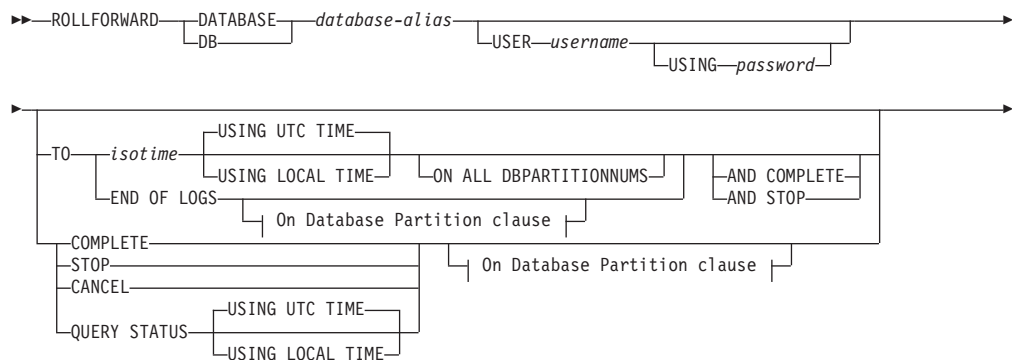 ROLLFORWARD DATABASE database-alias
DB USER username
USING password
USING UTC TIME
TO isotime USING LOCAL TIME ON ALL DBPARTITIONNUMS AND COMPLETE
END OF LOGS AND STOP
On Database Partition clause
COMPLETE
STOP On Database Partition clause
CANCEL
USING UTC TIME
QUERY STATUS
USING LOCAL TIME